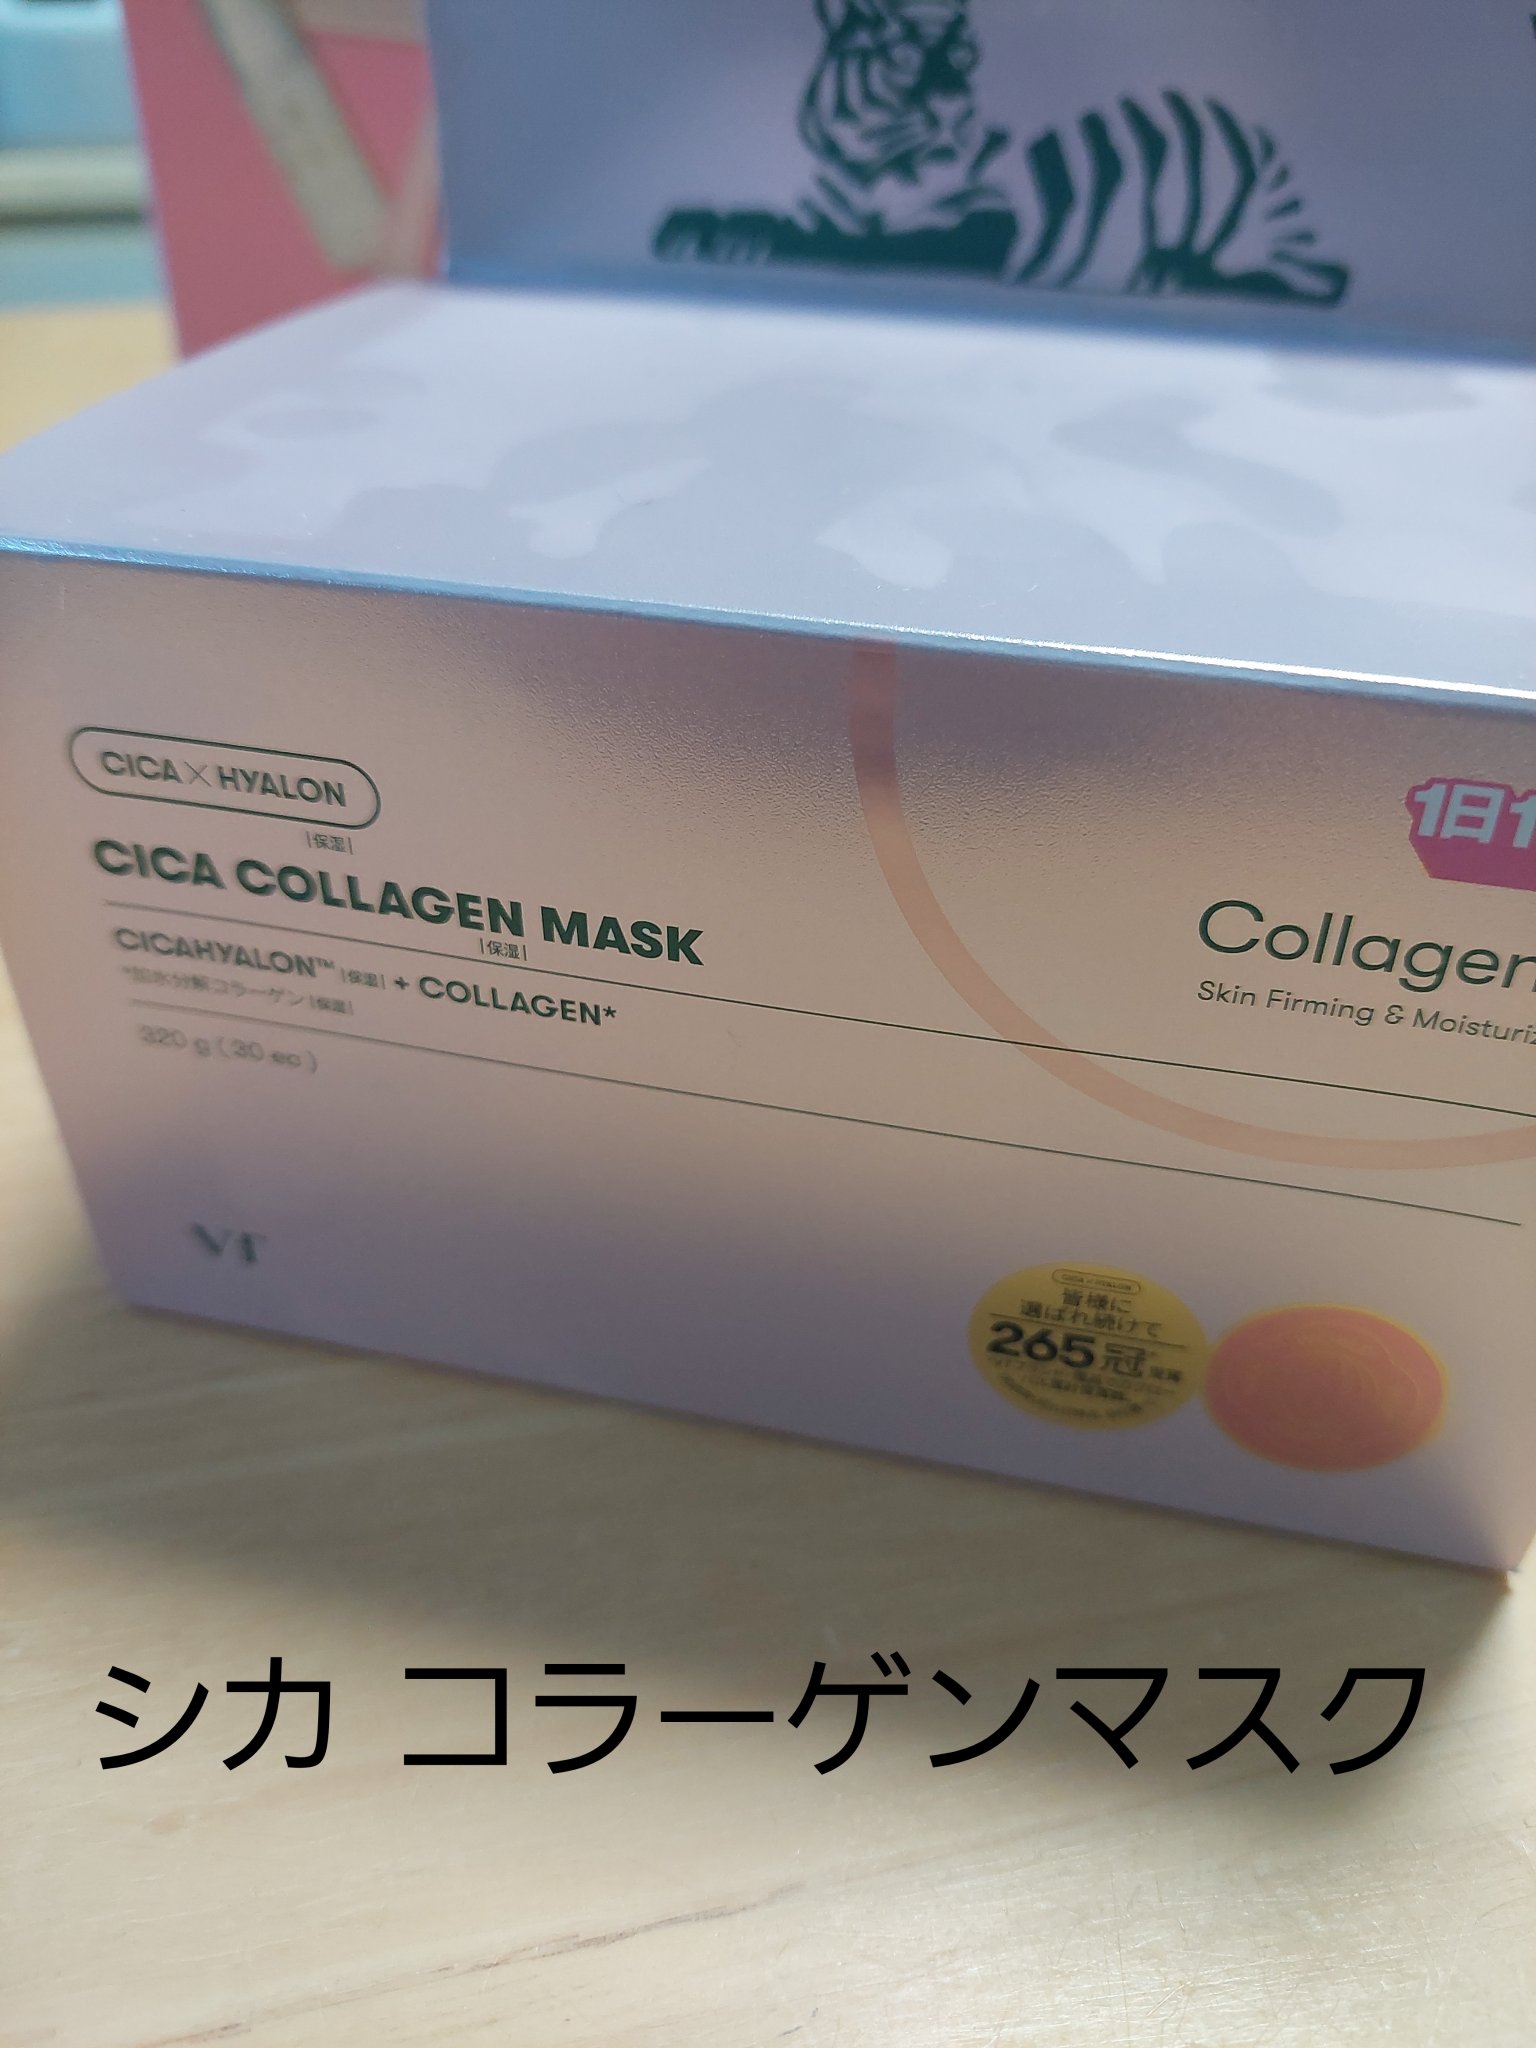 CICA×HYALON
|保湿|
CICA COLLAGEN MASK
|保湿|
CICAHYALON™ |保湿| + COLLAGEN*
*加水分解コラーゲン|保湿|
320 g ( 30 ea )
VT
1日1
Collagen
Skin Firming & Moisturiz
CICA × HYALON
皆様に
選ばれ続けて
265冠
シカ コラーゲンマスク